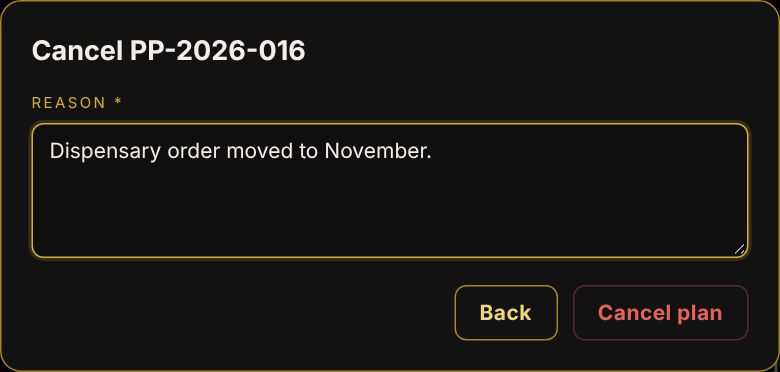 Cancel PP-2026-016
REASON *
Dispensary order moved to November.
Back
Cancel plan